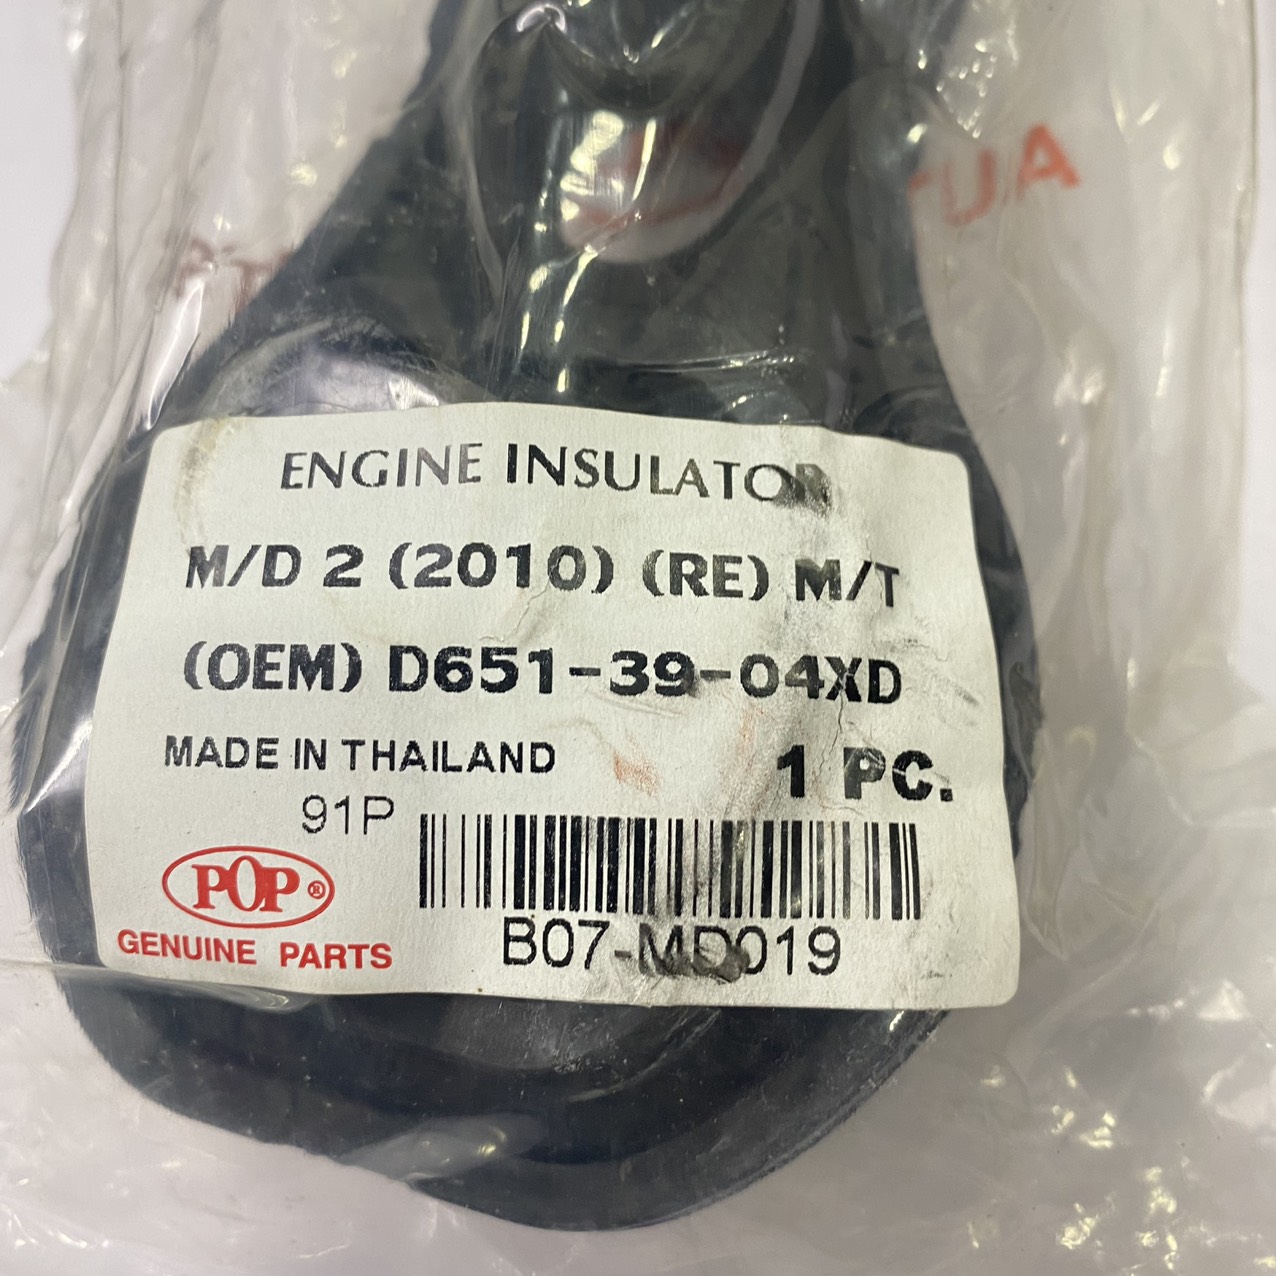 ENGINE INSULATOR
M/D 2 (2010) (RE) M/T
(OEM) D651-39-04XD
MADE IN THAILAND
1 PC.
91P
POP®
GENUINE PARTS
B07-MD019